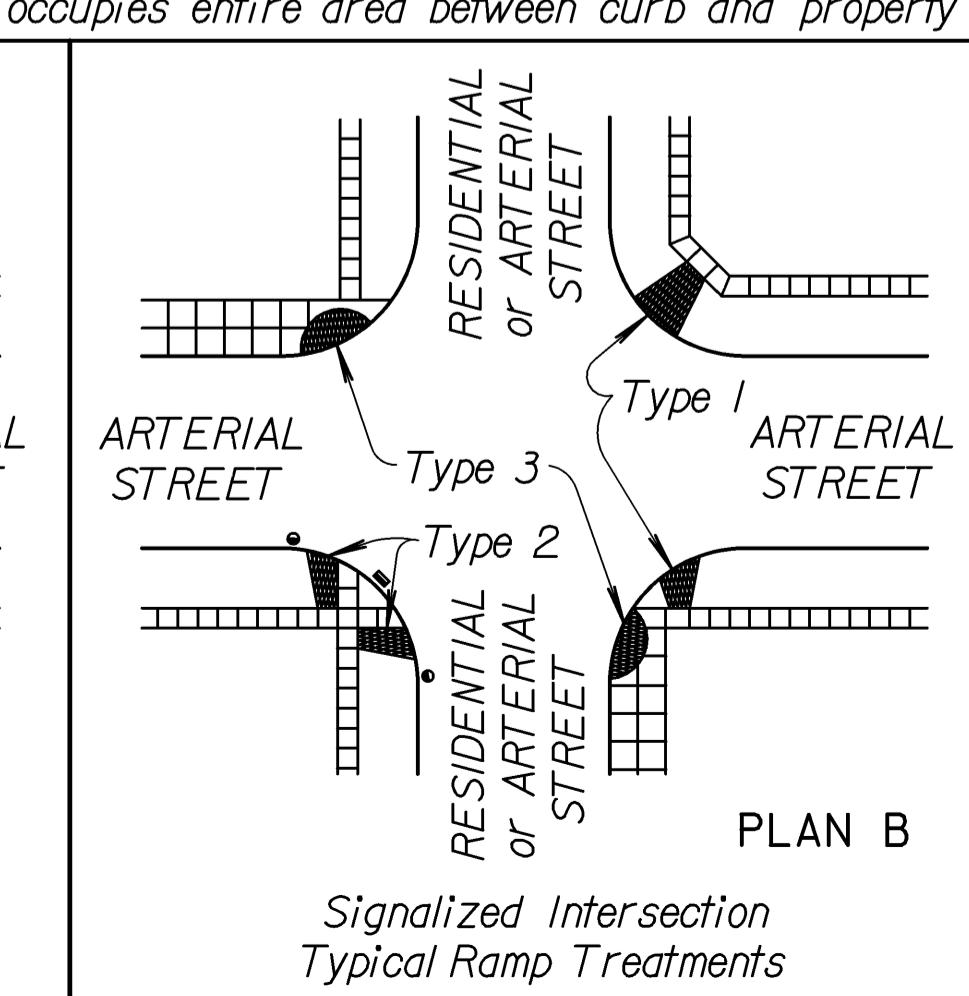 occupies entire area between curb and property
RESIDENTIAL
or ARTERIAL
STREET
Type 1
ARTERIAL
STREET
ARTERIAL
STREET
Type 3
Type 2
RESIDENTIAL
or ARTERIAL
STREET
PLAN B
Signalized Intersection
Typical Ramp Treatments